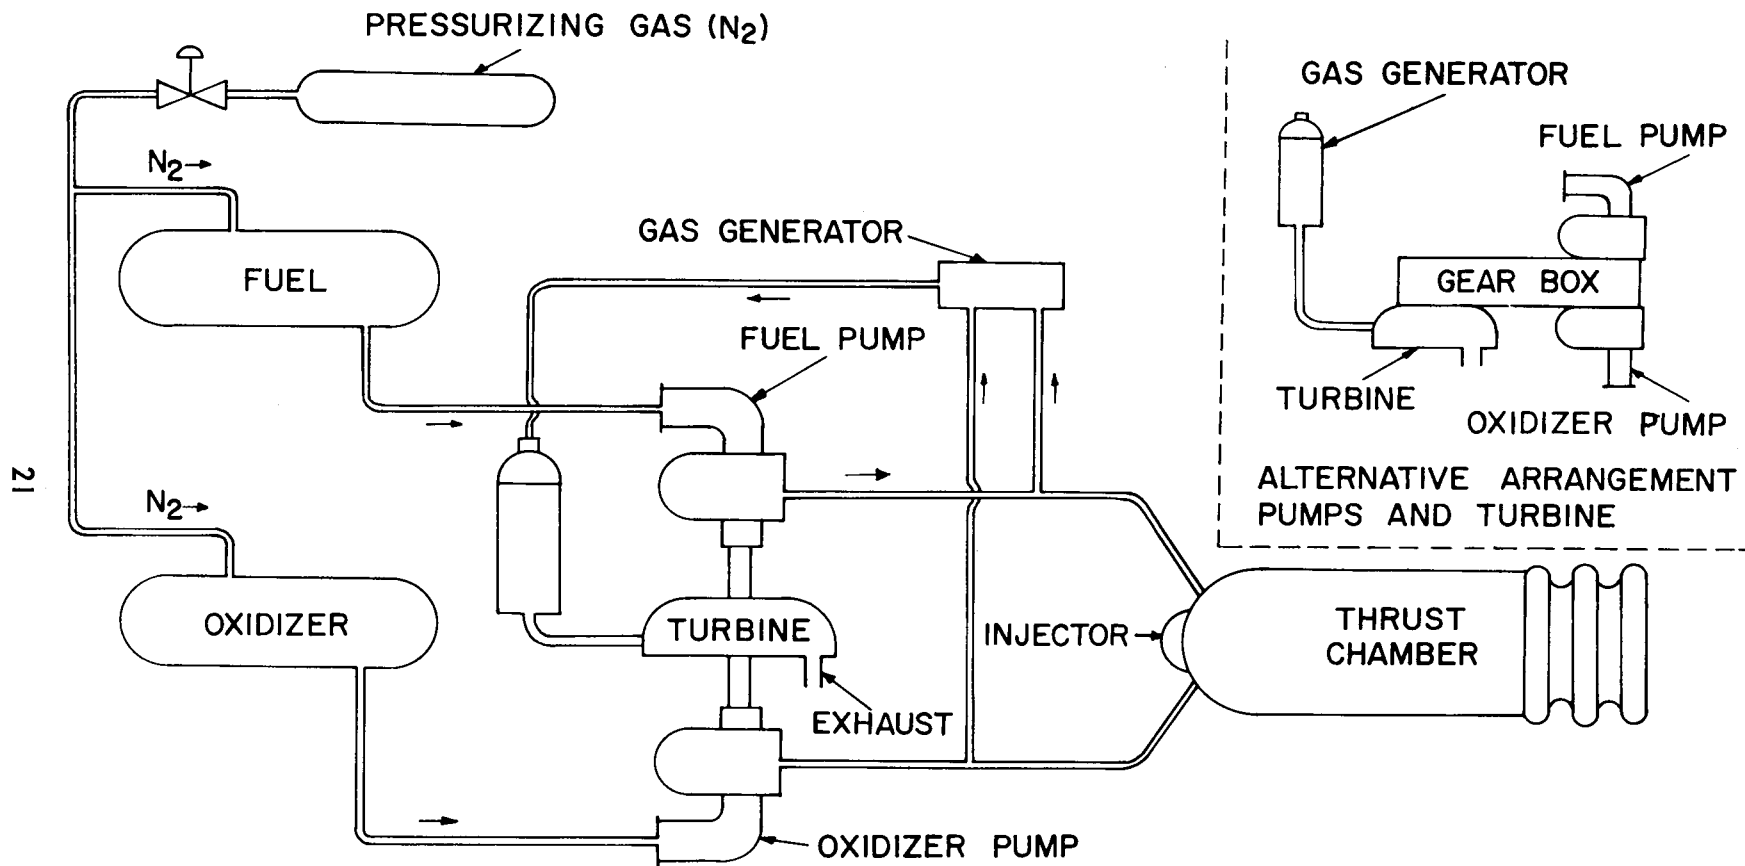 PRESSURIZING GAS (N2)
N2
FUEL
GAS GENERATOR
FUEL PUMP
N2
OXIDIZER
TURBINE
EXHAUST
OXIDIZER PUMP
INJECTOR
THRUST
CHAMBER
GAS GENERATOR
FUEL PUMP
GEAR BOX
TURBINE
OXIDIZER PUMP
ALTERNATIVE ARRANGEMENT
PUMPS AND TURBINE
21